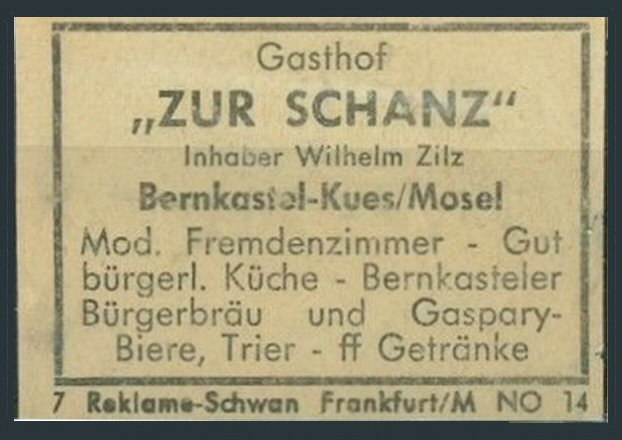 Gasthof
„ZUR SCHANZ“
Inhaber Wilhelm Zilz
Bernkastel-Kues/Mosel
Mod. Fremdenzimmer - Gut
bürgerl. Küche - Bernkasteler
Bürgerbräu und Gaspary-
Biere, Trier - ff Getränke
7 Reklame-Schwan Frankfurt/M NO 14